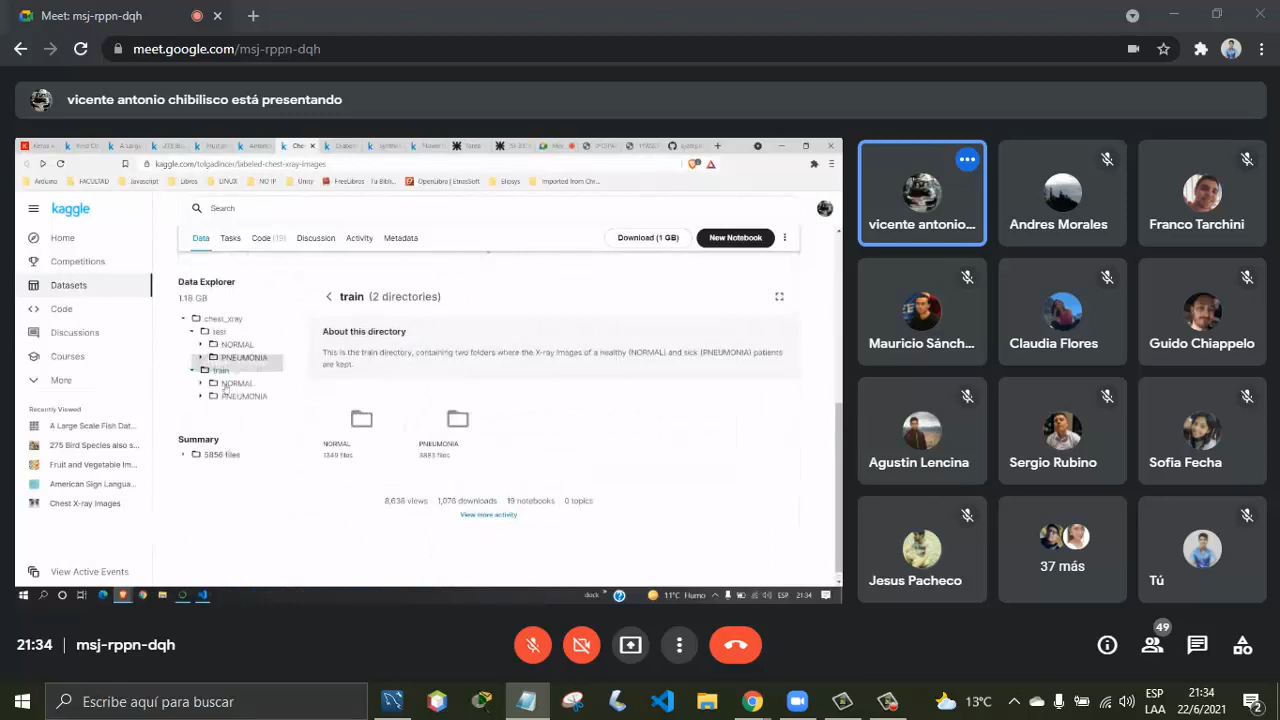 Meet: msj-rppn-dqh
meet.google.com/msj-rppn-dqh
vicente antonio chibilisco está presentando
kaggle.com/tolgadincer/labeled-chest-xray-images
Arduino FACULTAD Javascript Libros LINUX NO IP Unity FreeLibros - Tu Bibl... OpenLibra | EtnasSoft Elipsys Imported from Chr...
kaggle
Search
Data Tasks Code (19) Discussion Activity Metadata
Download (1 GB) New Notebook
Home
Competitions
Datasets
Code
Discussions
Courses
More
Recently Viewed
A Large Scale Fish Dat...
275 Bird Species also s...
Fruit and Vegetable Im...
American Sign Langua...
Chest X-ray Images
View Active Events
Data Explorer
1.18 GB
chest_xray
test
NORMAL
PNEUMONIA
train
NORMAL
PNEUMONIA
Summary
5856 files
train (2 directories)
About this directory
This is the train directory, containing two folders where the X-ray images of a healthy (NORMAL) and sick (PNEUMONIA) patients
are kept.
NORMAL
1349 files
PNEUMONIA
3883 files
8,638 views 1,076 downloads 19 notebooks 0 topics
View more activity
dock 11°C Humo ESP 21:34
vicente antonio...
Andres Morales
Franco Tarchini
Mauricio Sánch...
Claudia Flores
Guido Chiappelo
Agustin Lencina
Sergio Rubino
Sofia Fecha
Jesus Pacheco
37 más
Tú
21:34 msj-rppn-dqh
49
Escribe aquí para buscar
13°C
ESP
LAA
21:34
22/6/2021
2